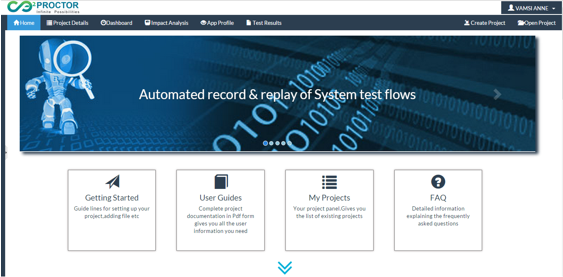 PROCTOR
Infinite Possibilities
VAMSI ANNE
Home Project Details Dashboard Impact Analysis App Profile Test Results Create Project Open Project
Automated record & replay of System test flows
Getting Started
Guide lines for setting up your
project,adding file etc
User Guides
Complete project
documentation in Pdf form
gives you all the user
information you need
My Projects
Your project panel.Gives you
the list of existing projects
FAQ
Detailed information
explaining the frequently
asked questions